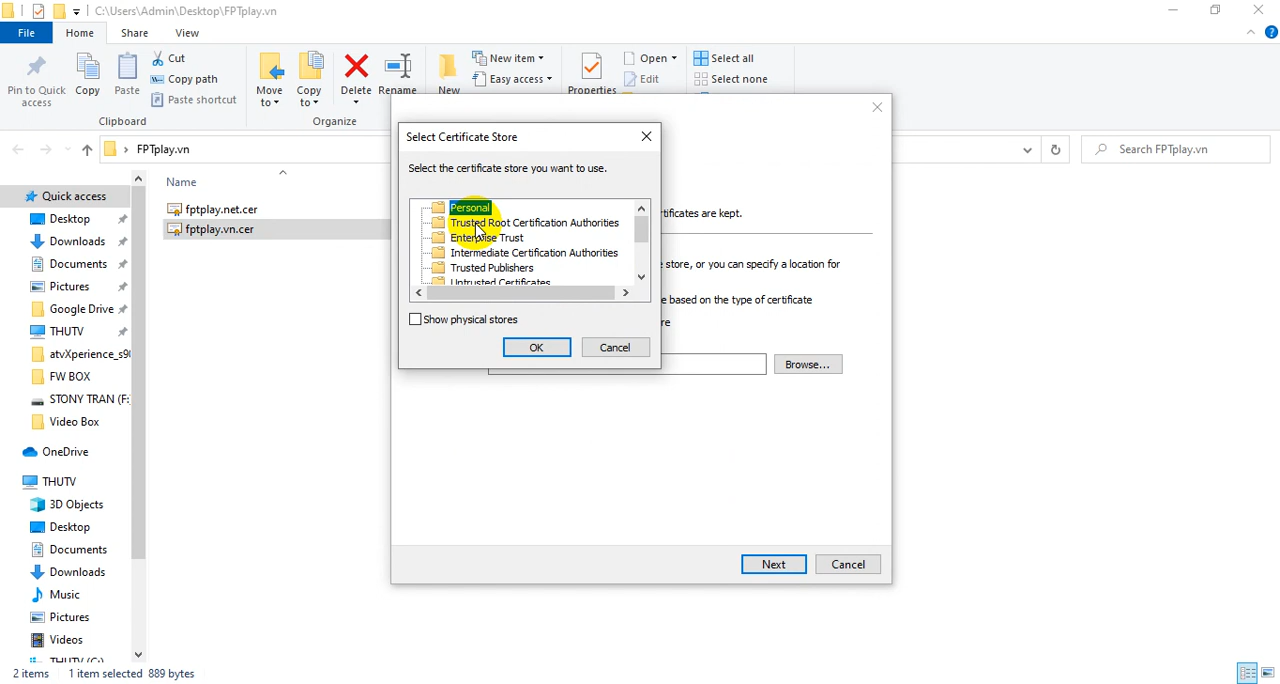 C:\Users\Admin\Desktop\FPTplay.vn
File Home Share View
Pin to Quick access
Copy
Paste
Cut
Copy path
Paste shortcut
Clipboard
Move to
Copy to
Delete
Rename
Organize
New
New item
Easy access
Properties
Open
Edit
Select all
Select none
FPTplay.vn
Search FPTplay.vn
Quick access
Desktop
Downloads
Documents
Pictures
Google Drive
THUTV
atvXperience_s90
FW BOX
STONY TRAN (F:
Video Box
OneDrive
THUTV
3D Objects
Desktop
Documents
Downloads
Music
Pictures
Videos
THUTV (C:)
Name
fptplay.net.cer
fptplay.vn.cer
Select Certificate Store
Select the certificate store you want to use.
Personal
Trusted Root Certification Authorities
Enterprise Trust
Intermediate Certification Authorities
Trusted Publishers
Untrusted Certificates
Show physical stores
OK Cancel
tificates are kept.
store, or you can specify a location for
e based on the type of certificate
re
Browse...
Next Cancel
2 items 1 item selected 889 bytes